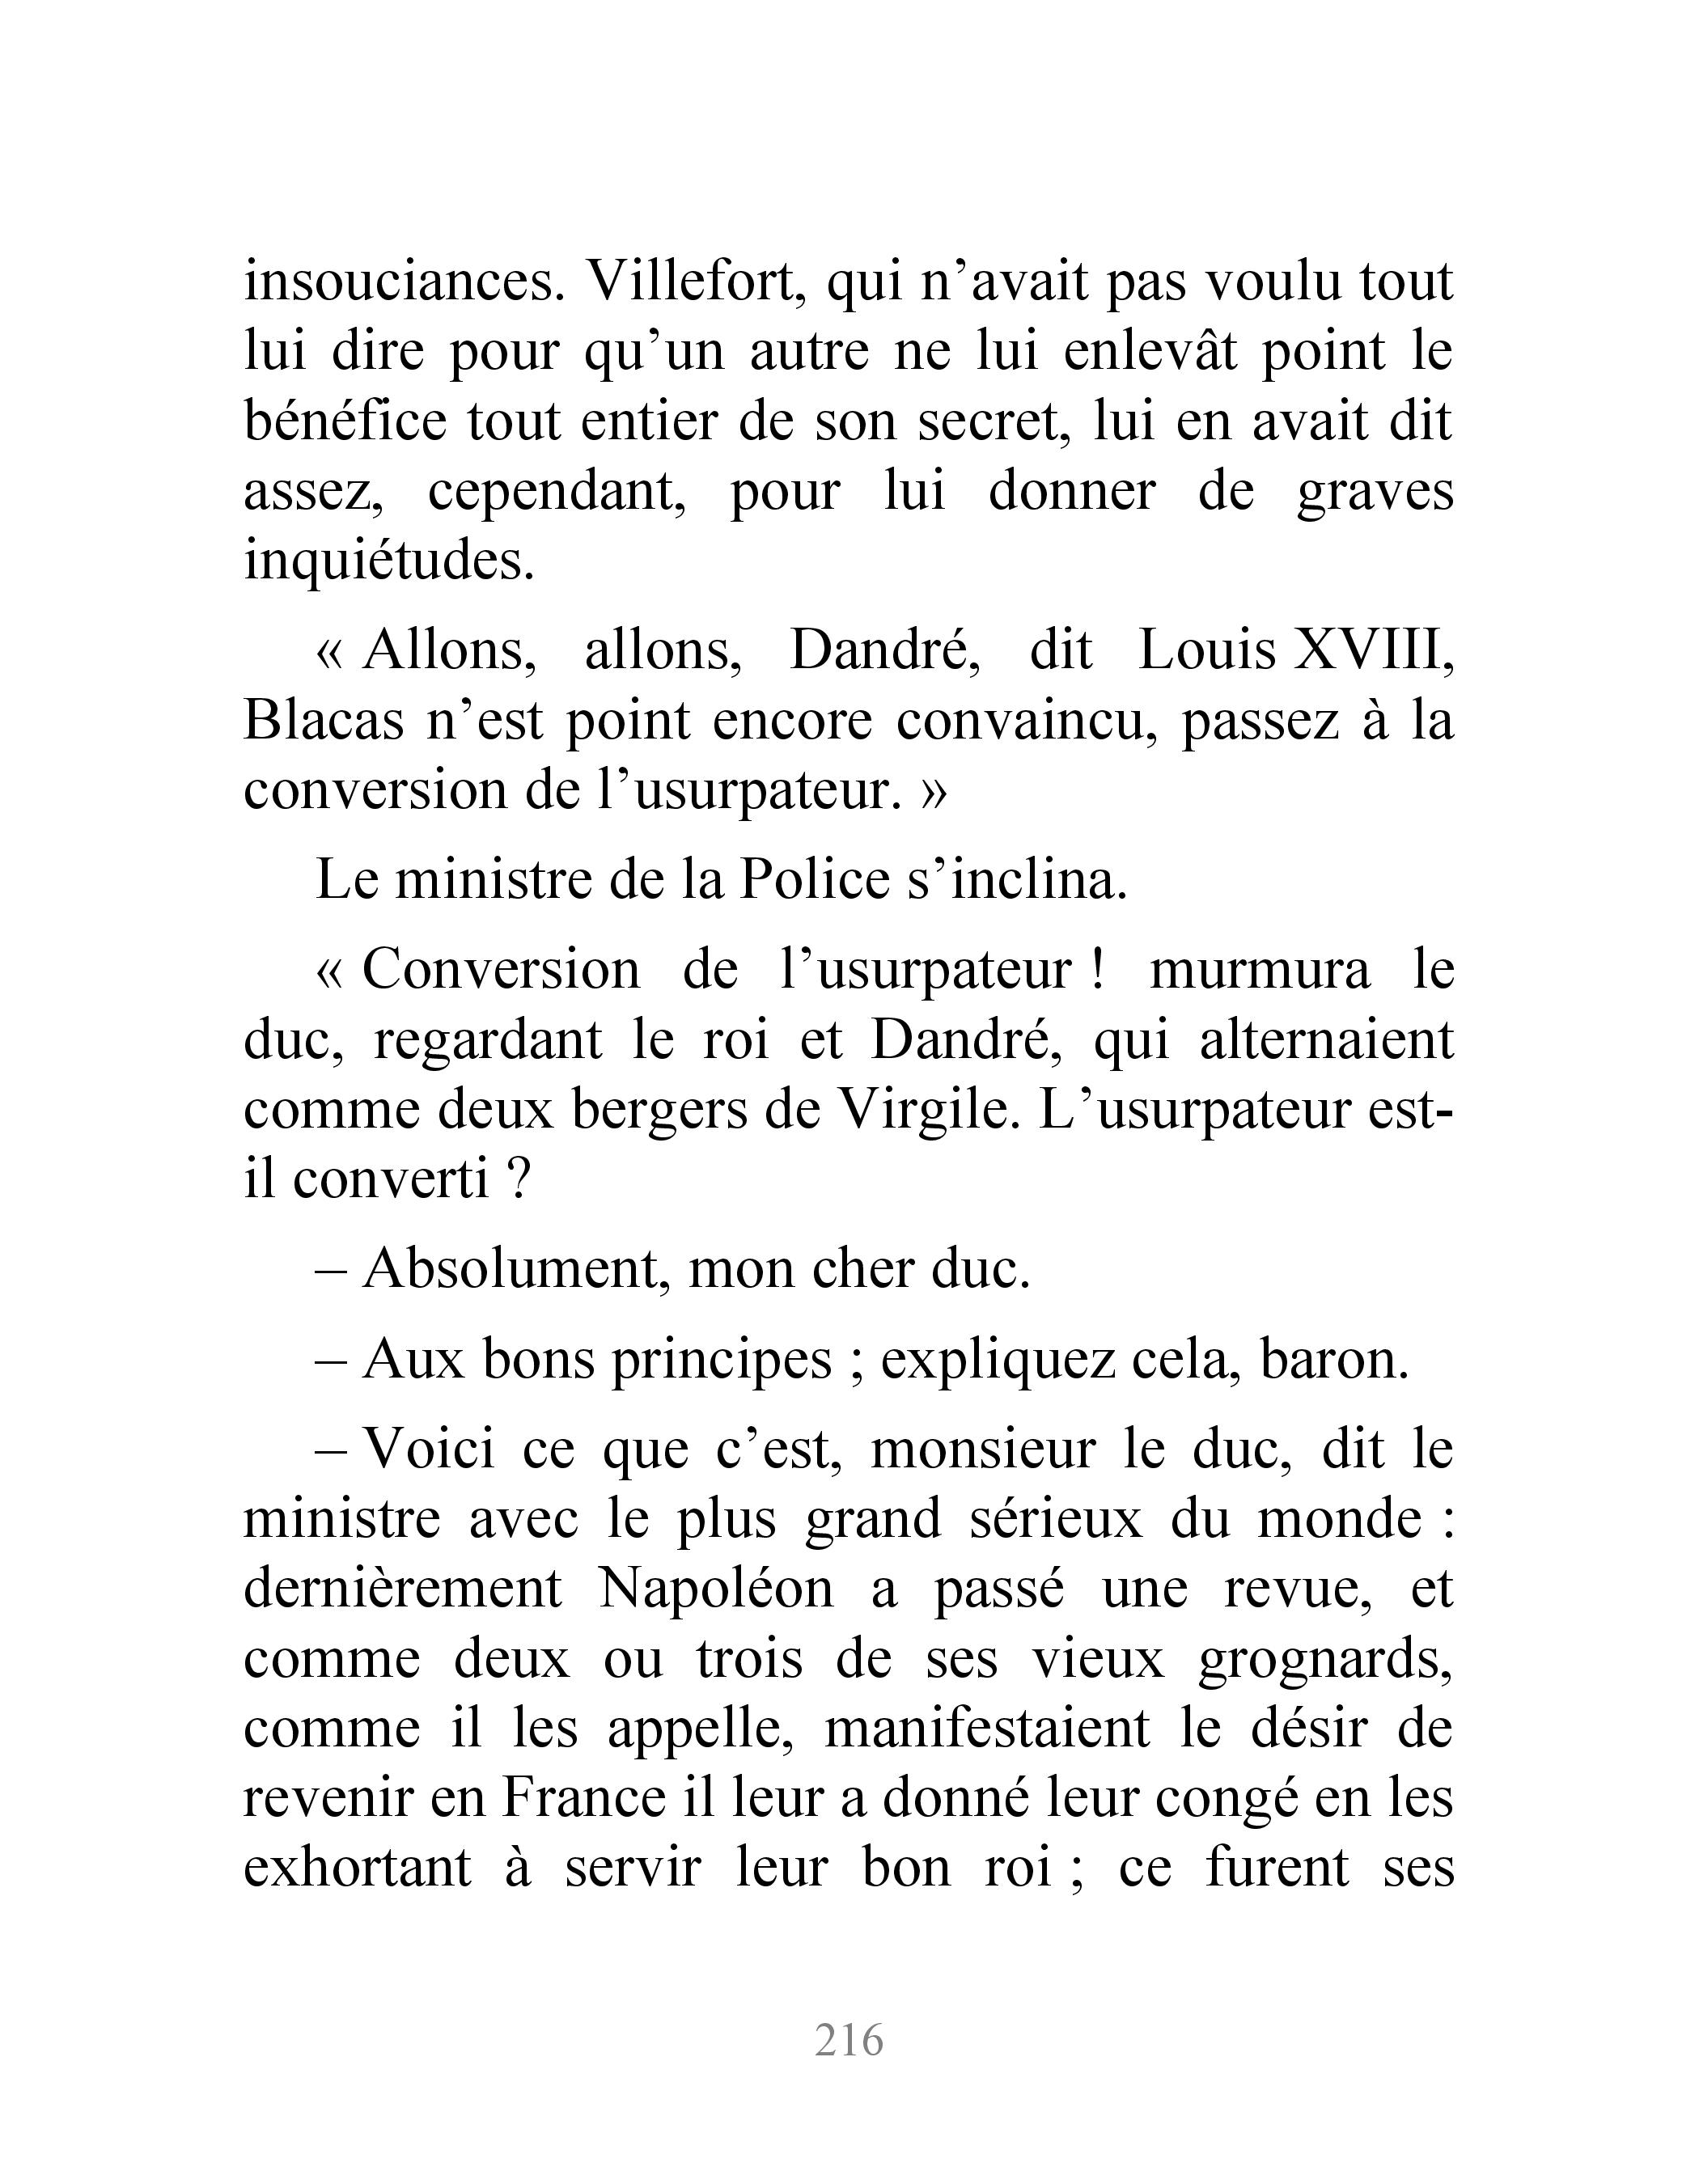 insouciances. Villefort, qui n’avait pas voulu tout
lui dire pour qu’un autre ne lui enlevât point le
bénéfice tout entier de son secret, lui en avait dit
assez, cependant, pour lui donner de graves
inquiétudes.
« Allons, allons, Dandré, dit Louis XVIII,
Blacas n’est point encore convaincu, passez à la
conversion de l’usurpateur. »
Le ministre de la Police s’inclina.
« Conversion de l’usurpateur ! murmura le
duc, regardant le roi et Dandré, qui alternaient
comme deux bergers de Virgile. L’usurpateur est-
il converti ?
– Absolument, mon cher duc.
– Aux bons principes ; expliquez cela, baron.
– Voici ce que c’est, monsieur le duc, dit le
ministre avec le plus grand sérieux du monde :
dernièrement Napoléon a passé une revue, et
comme deux ou trois de ses vieux grognards,
comme il les appelle, manifestaient le désir de
revenir en France il leur a donné leur congé en les
exhortant à servir leur bon roi ; ce furent ses
216